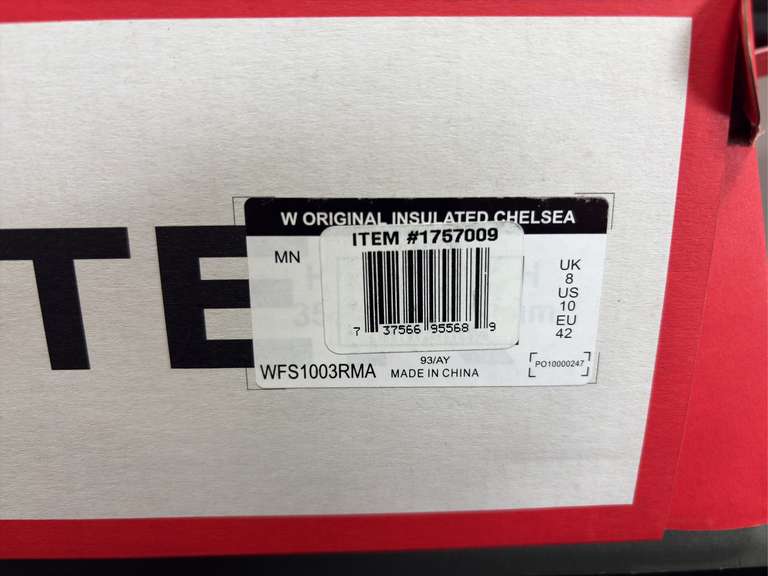 TE
W ORIGINAL INSULATED CHELSEA
ITEM #1757009
MN
UK
8
US
10
EU
42
7 37566 95568 9
93/AY
WFS1003RMA MADE IN CHINA
PO10000247